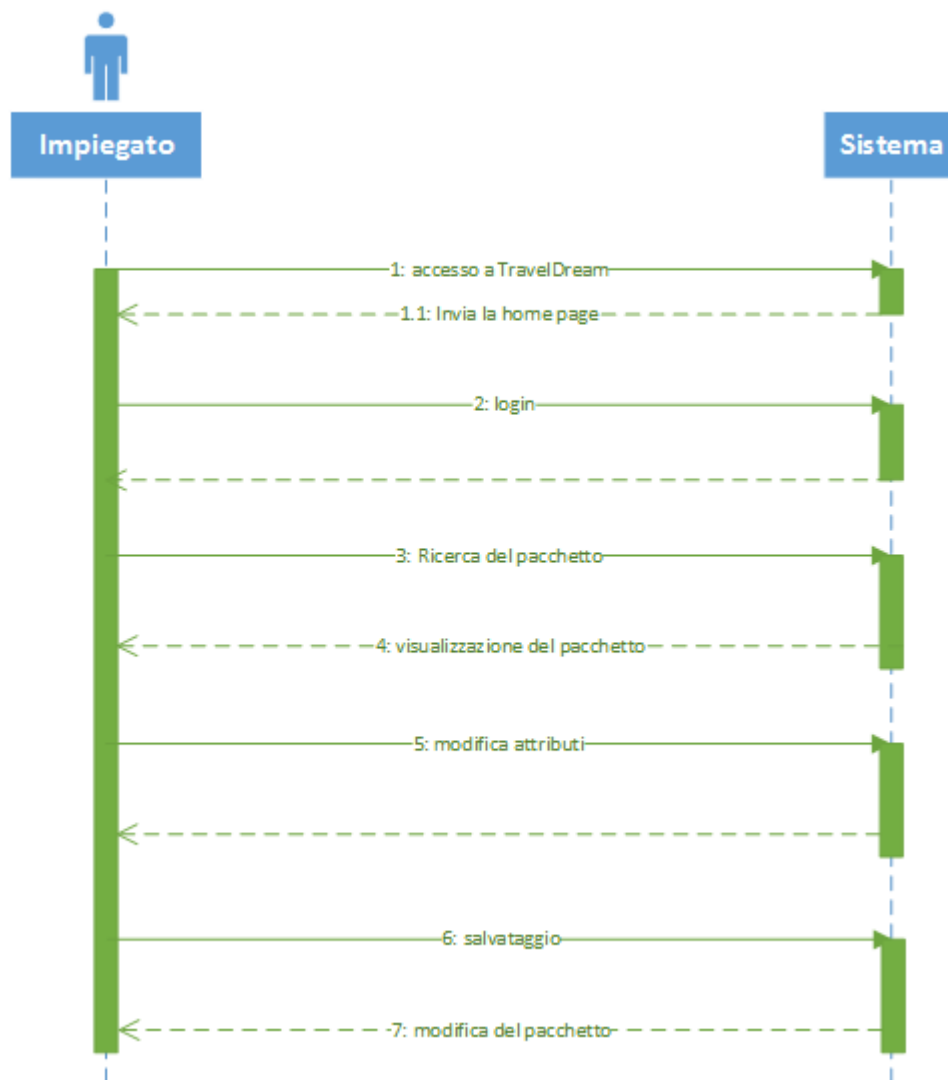 Impiegato
Sistema
1: accesso a TravelDream
1.1: Invia la home page
2: login
3: Ricerca del pacchetto
4: visualizzazione del pacchetto
5: modifica attributi
6: salvataggio
7: modifica del pacchetto